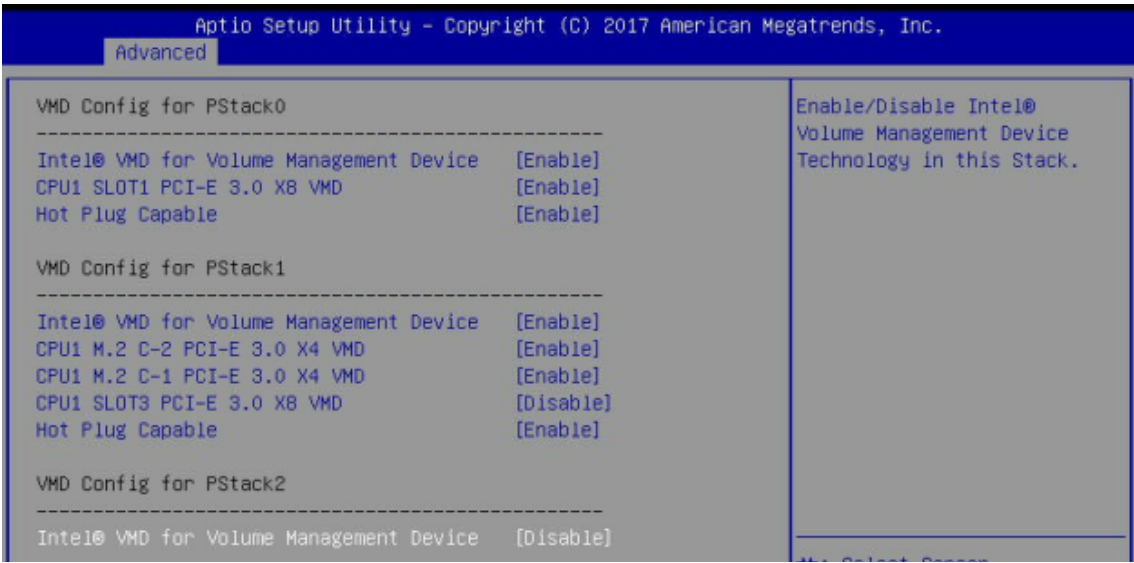 Aptio Setup Utility – Copyright (C) 2017 American Megatrends, Inc.
Advanced
VMD Config for PStack0
--------------------------------------------------
Intel® VMD for Volume Management Device [Enable]
CPU1 SLOT1 PCI-E 3.0 X8 VMD [Enable]
Hot Plug Capable [Enable]
VMD Config for PStack1
--------------------------------------------------
Intel® VMD for Volume Management Device [Enable]
CPU1 M.2 C-2 PCI-E 3.0 X4 VMD [Enable]
CPU1 M.2 C-1 PCI-E 3.0 X4 VMD [Enable]
CPU1 SLOT3 PCI-E 3.0 X8 VMD [Disable]
Hot Plug Capable [Enable]
VMD Config for PStack2
--------------------------------------------------
Intel® VMD for Volume Management Device [Disable]
Enable/Disable Intel®
Volume Management Device
Technology in this Stack.